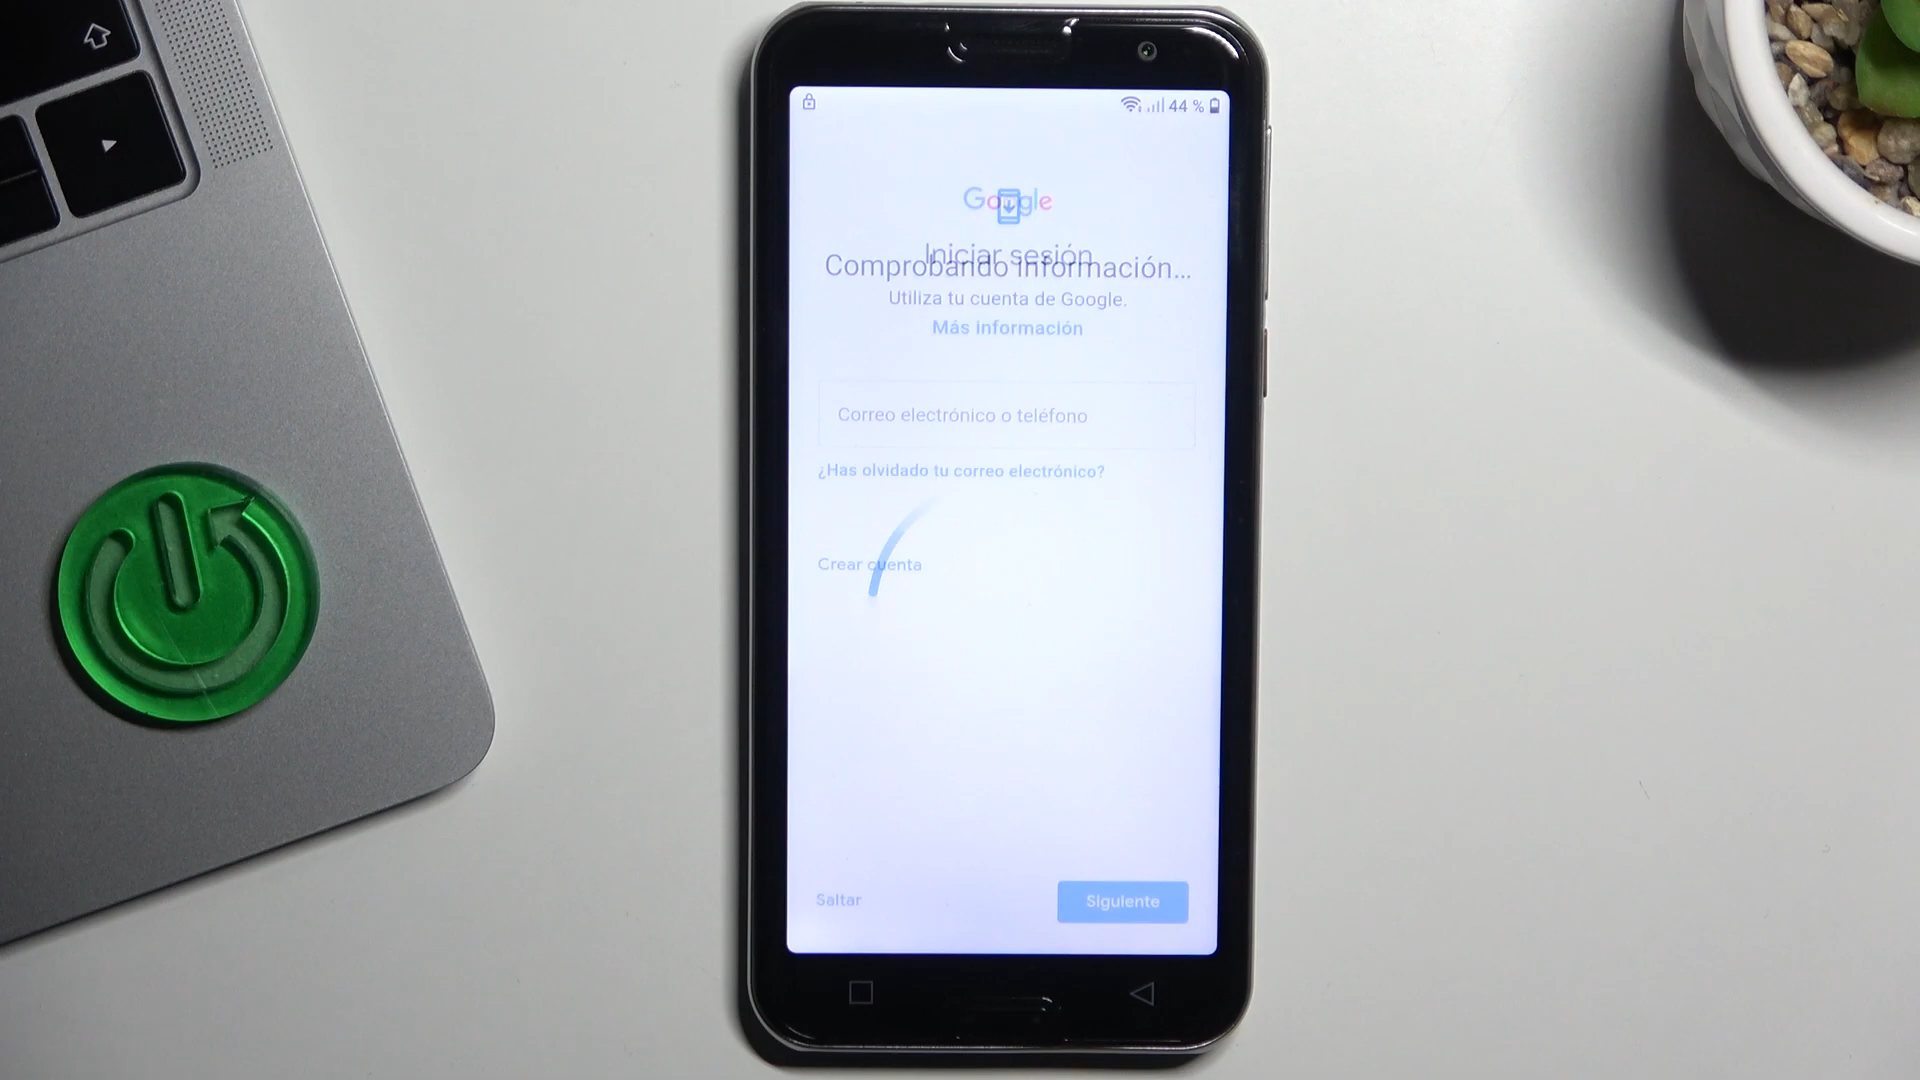 44 %
Google
Iniciar sesión
Comprobando información...
Utiliza tu cuenta de Google.
Más información
Correo electrónico o teléfono
¿Has olvidado tu correo electrónico?
Crear cuenta
Saltar
Siguiente